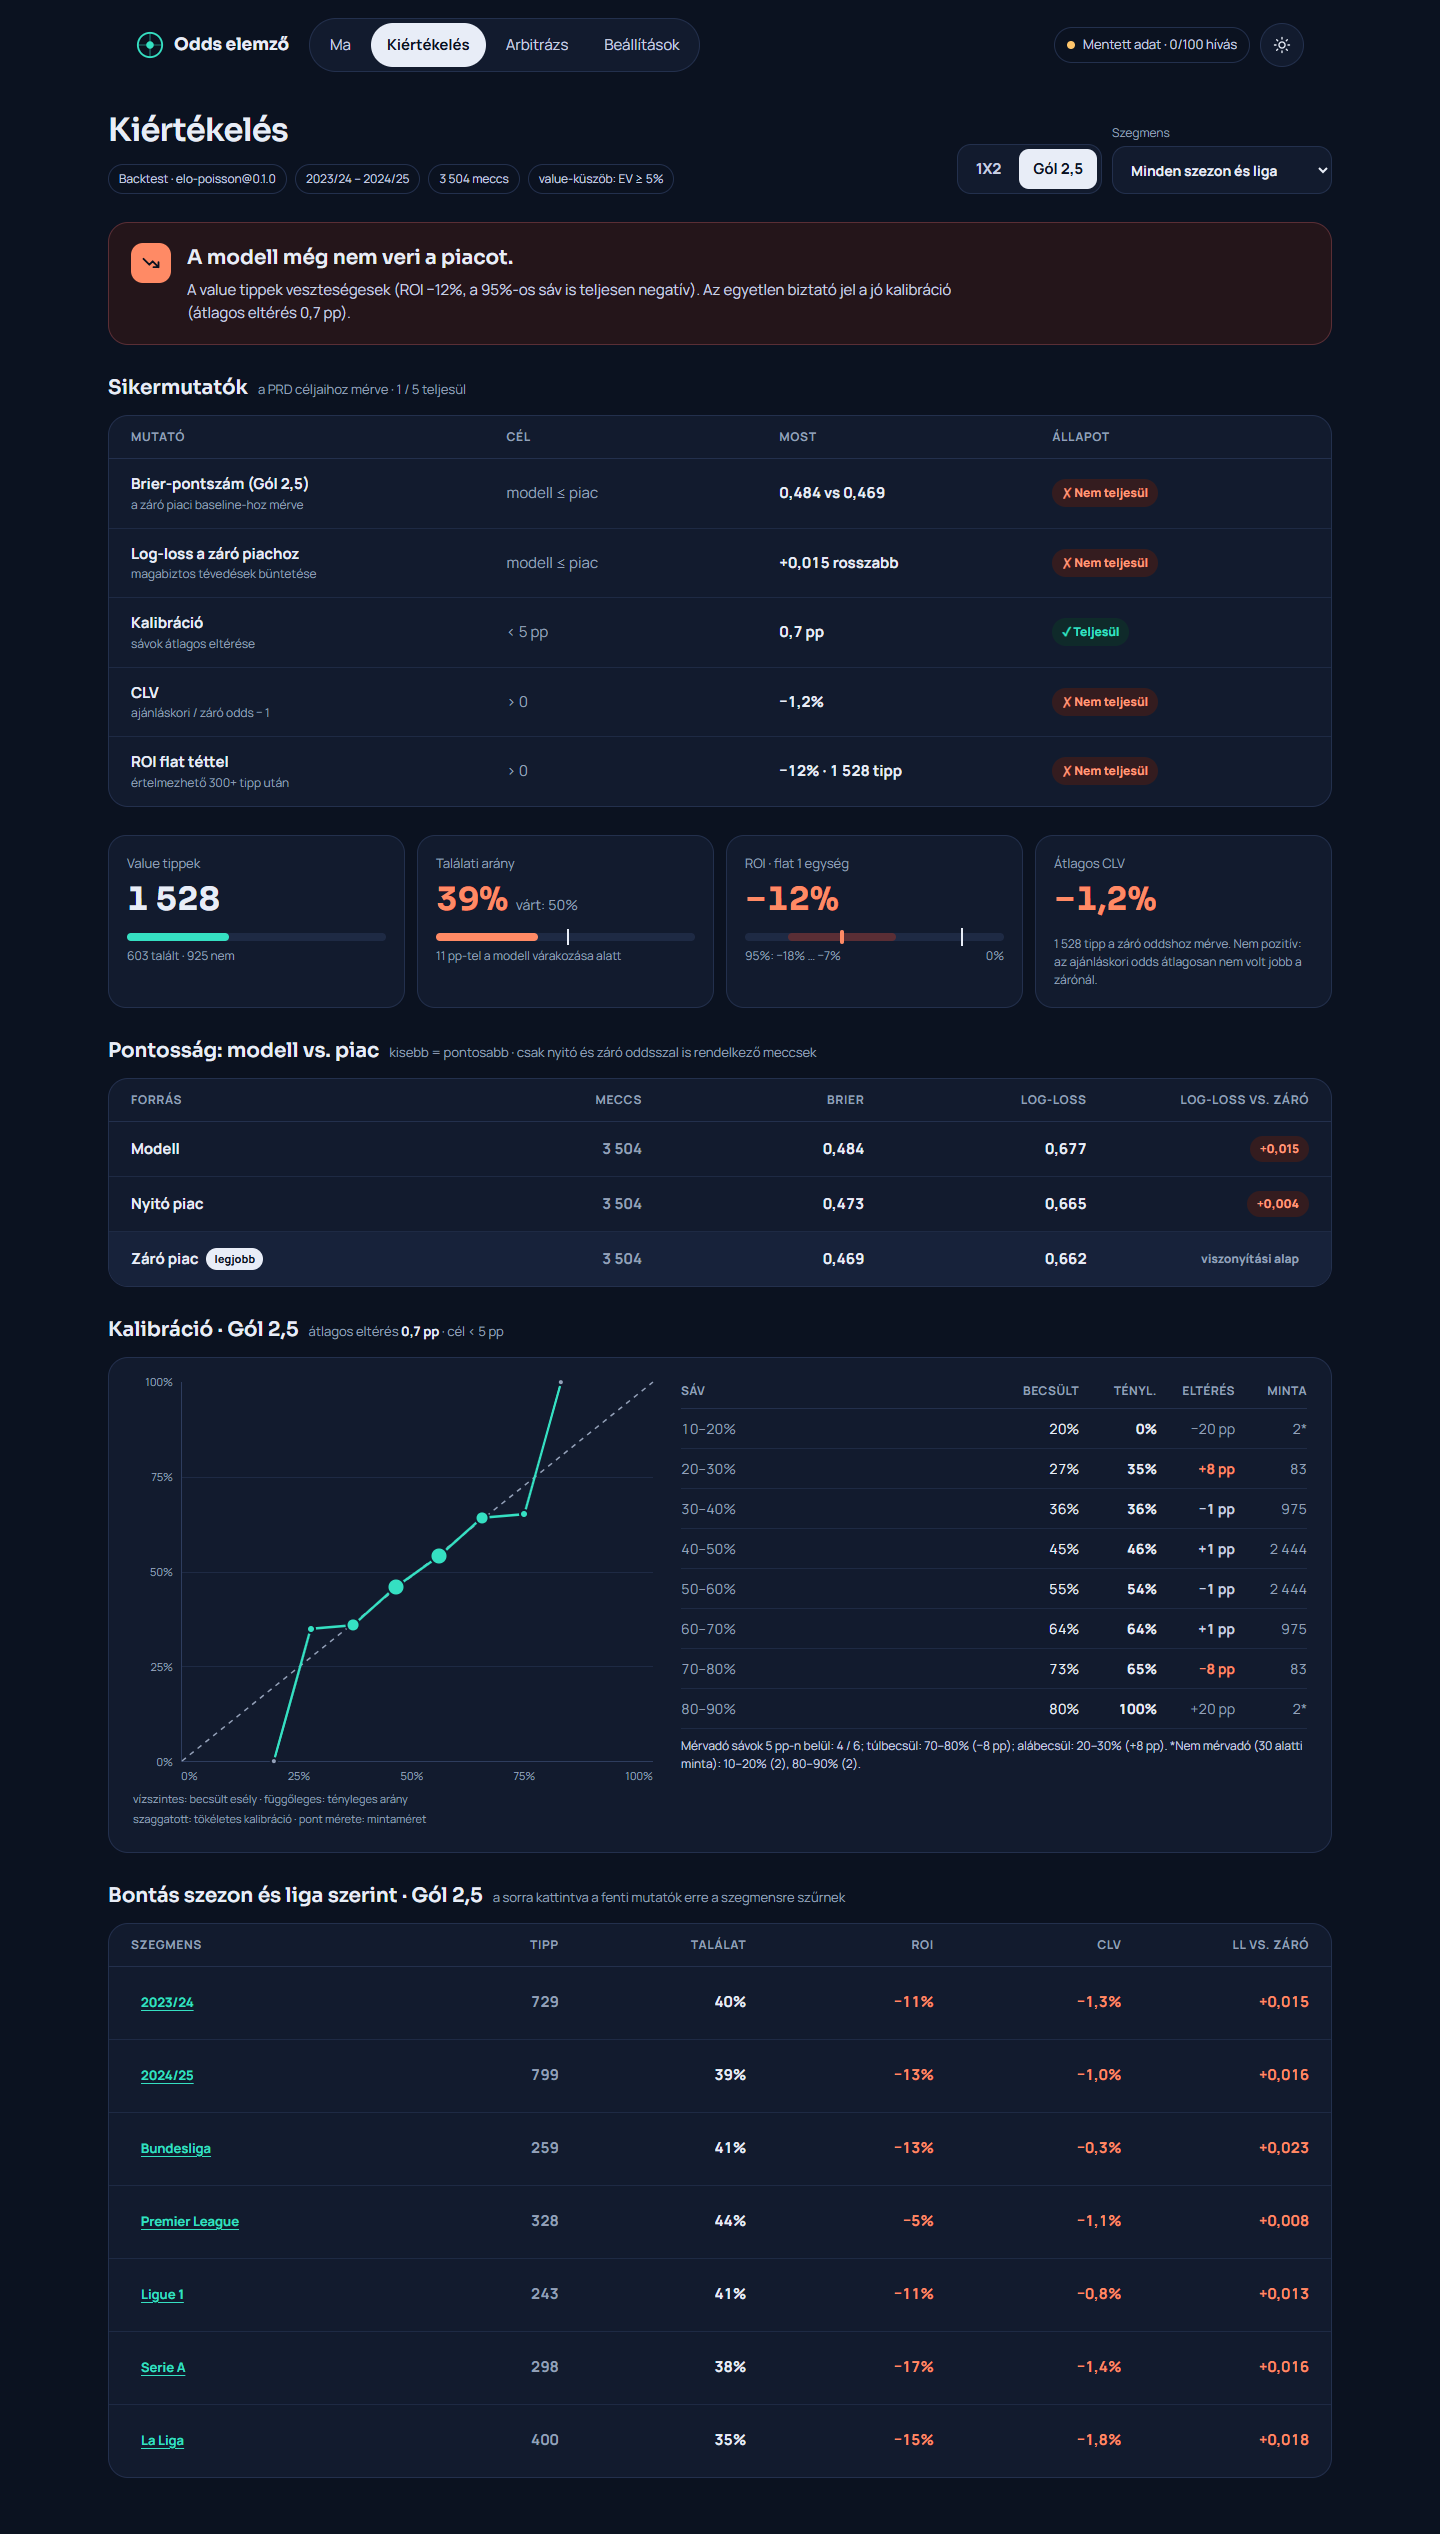 Odds elemző
Ma
Kiértékelés
Arbitrázs
Beállítások
Mentett adat · 0/100 hívás
Kiértékelés
Backtest · elo-poisson@0.1.0
2023/24 – 2024/25
3 504 meccs
value-küszöb: EV ≥ 5%
1X2
Gól 2,5
Szegmens
Minden szezon és liga
A modell még nem veri a piacot.
A value tippek veszteségesek (ROI −12%, a 95%-os sáv is teljesen negatív). Az egyetlen biztató jel a jó kalibráció
(átlagos eltérés 0,7 pp).
Sikermutatók a PRD céljaihoz mérve · 1 / 5 teljesül
MUTATÓ CÉL MOST ÁLLAPOT
Brier-pontszám (Gól 2,5)
a záró piaci baseline-hoz mérve
modell ≤ piac
0,484 vs 0,469
✗ Nem teljesül
Log-loss a záró piachoz
magabiztos tévedések büntetése
modell ≤ piac
+0,015 rosszabb
✗ Nem teljesül
Kalibráció
sávok átlagos eltérése
< 5 pp
0,7 pp
✓ Teljesül
CLV
ajánláskori / záró odds − 1
> 0
−1,2%
✗ Nem teljesül
ROI flat téttel
értelmezhető 300+ tipp után
> 0
−12% · 1 528 tipp
✗ Nem teljesül
Value tippek
1 528
603 talált · 925 nem
Találati arány
39% várt: 50%
11 pp-tel a modell várakozása alatt
ROI · flat 1 egység
−12%
95%: −18% … −7% 0%
Átlagos CLV
−1,2%
1 528 tipp a záró oddshoz mérve. Nem pozitív:
az ajánláskori odds átlagosan nem volt jobb a
zárónál.
Pontosság: modell vs. piac kisebb = pontosabb · csak nyitó és záró oddsszal is rendelkező meccsek
FORRÁS MECCS BRIER LOG-LOSS LOG-LOSS VS. ZÁRÓ
Modell 3 504 0,484 0,677 +0,015
Nyitó piac 3 504 0,473 0,665 +0,004
Záró piac legjobb 3 504 0,469 0,662 viszonyítási alap
Kalibráció · Gól 2,5 átlagos eltérés 0,7 pp · cél < 5 pp
100%
75%
50%
25%
0%
0% 25% 50% 75% 100%
vízszintes: becsült esély · függőleges: tényleges arány
szaggatott: tökéletes kalibráció · pont mérete: mintaméret
SÁV BECSÜLT TÉNYL. ELTÉRÉS MINTA
10–20% 20% 0% −20 pp 2*
20–30% 27% 35% +8 pp 83
30–40% 36% 36% −1 pp 975
40–50% 45% 46% +1 pp 2 444
50–60% 55% 54% −1 pp 2 444
60–70% 64% 64% +1 pp 975
70–80% 73% 65% −8 pp 83
80–90% 80% 100% +20 pp 2*
Mérvadó sávok 5 pp-n belül: 4 / 6; túlbecsül: 70–80% (−8 pp); alábecsül: 20–30% (+8 pp). *Nem mérvadó (30 alatti
minta): 10–20% (2), 80–90% (2).
Bontás szezon és liga szerint · Gól 2,5 a sorra kattintva a fenti mutatók erre a szegmensre szűrnek
SZEGMENS TIPP TALÁLAT ROI CLV LL VS. ZÁRÓ
2023/24 729 40% −11% −1,3% +0,015
2024/25 799 39% −13% −1,0% +0,016
Bundesliga 259 41% −13% −0,3% +0,023
Premier League 328 44% −5% −1,1% +0,008
Ligue 1 243 41% −11% −0,8% +0,013
Serie A 298 38% −17% −1,4% +0,016
La Liga 400 35% −15% −1,8% +0,018